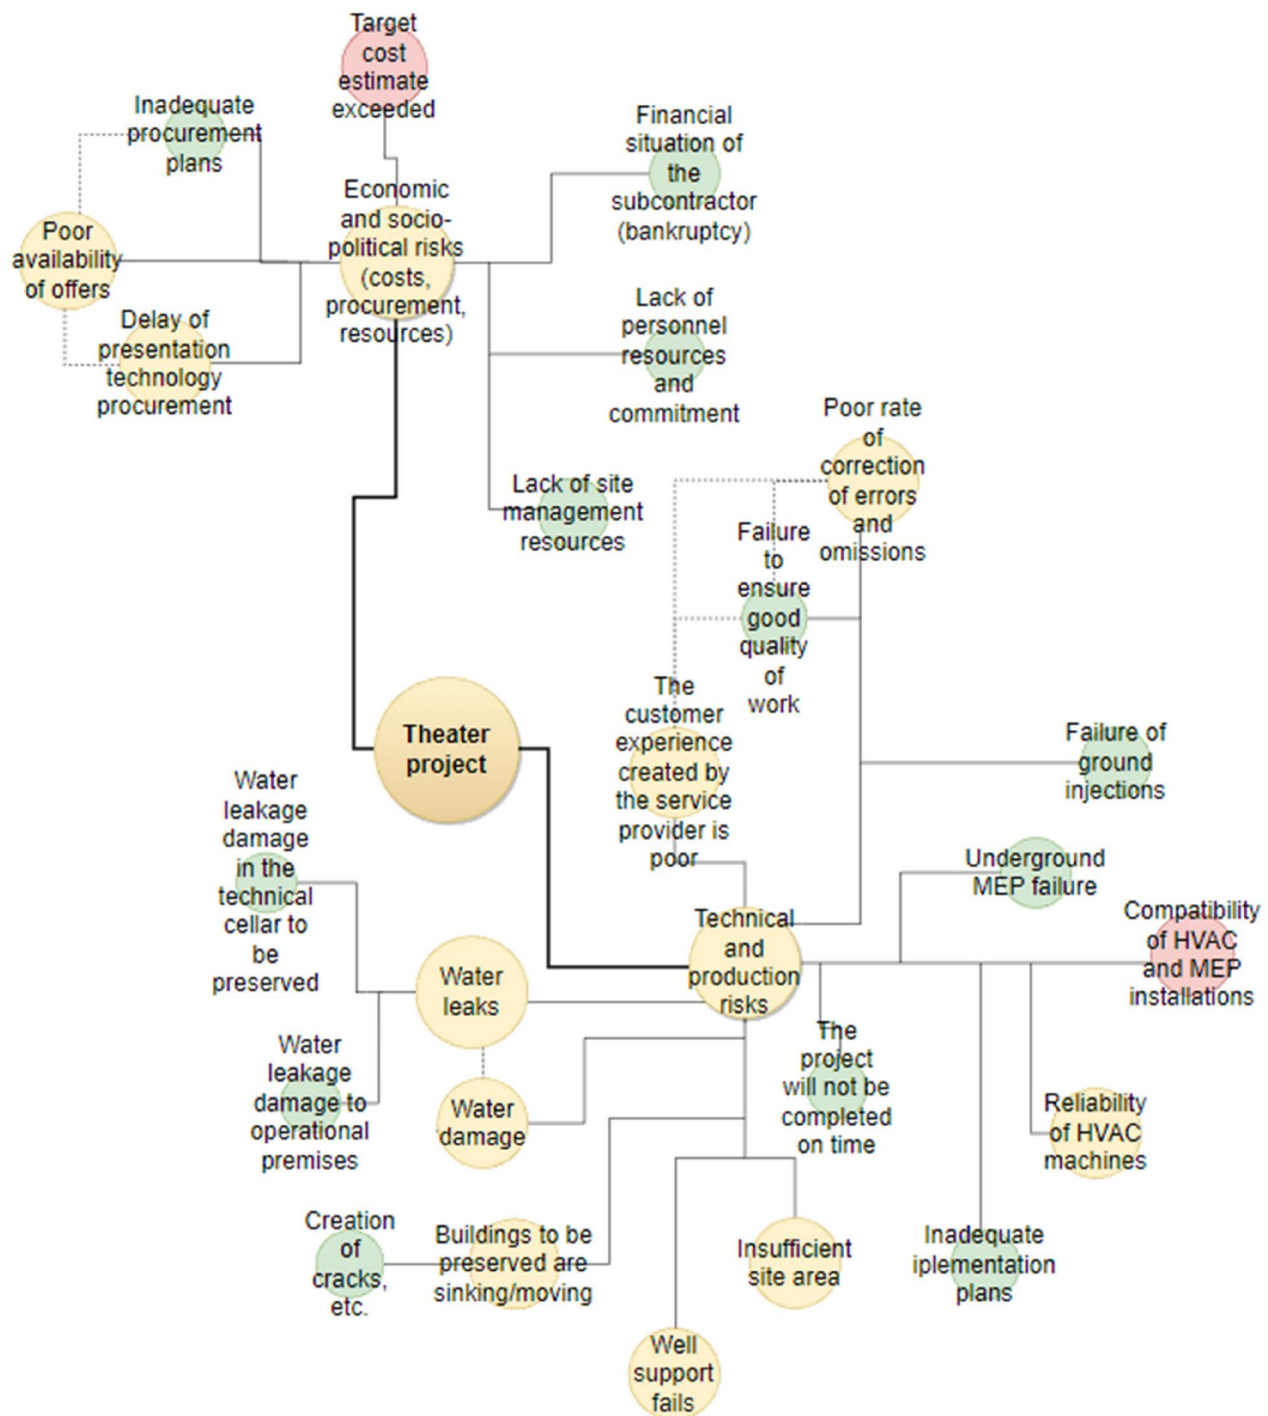 Target
cost
estimate
exceeded
Inadequate
procurement
plans
Financial
situation of
the
subcontractor
(bankruptcy)
Economic
and socio-
political risks
(costs,
procurement,
resources)
Poor
availability
of offers
Delay of
presentation
technology
procurement
Lack of
personnel
resources
and
commitment
Lack of site
management
resources
Poor rate
of
correction
of errors
and
omissions
Failure
to
ensure
good
quality
of
work
The
customer
experience
created by
the service
provider is
poor
Theater
project
Failure of
ground
injections
Water
leakage
damage
in the
technical
cellar to
be
preserved
Underground
MEP failure
Compatibility
of HVAC
and MEP
installations
Technical
and
production
risks
Water
leaks
Water
leakage
damage to
operational
premises
Water
damage
The
project
will not be
completed
on time
Reliability
of HVAC
machines
Creation
of
cracks,
etc.
Buildings to be
preserved are
sinking/moving
Insufficient
site area
Inadequate
iplementation
plans
Well
support
fails